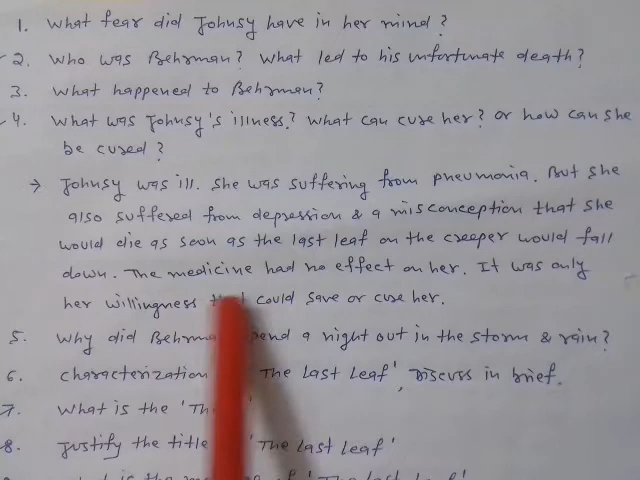 1. What fear did Johnsy have in her mind?
2. Who was Behrman? What led to his unfortunate death?
3. What happened to Behrman?
4. What was Johnsy's illness? What can cure her? or how can she
be cured?
→ Johnsy was ill. She was suffering from pneumonia. But she
also suffered from depression & a misconception that she
would die as soon as the last leaf on the creeper would fall
down. The medicine had no effect on her. It was only
her willingness could save or cure her.
5. Why did a night out in the storm & rain?
6. Characterization 'The Last Leaf', Discuss in brief.
7. What is the
8. Justify the title 'The Last Leaf'